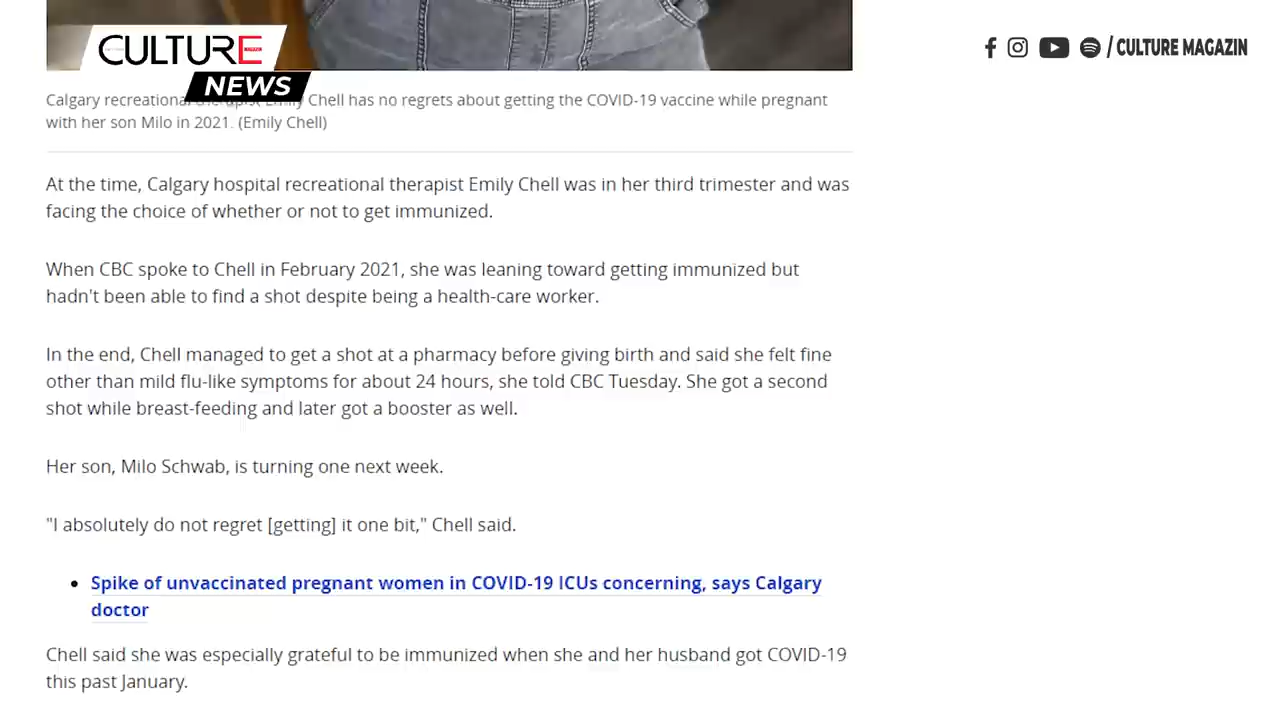 CULTURE
NEWS
/ CULTURE MAGAZIN
Calgary recreational Emily Chell has no regrets about getting the COVID-19 vaccine while pregnant
with her son Milo in 2021. (Emily Chell)
At the time, Calgary hospital recreational therapist Emily Chell was in her third trimester and was
facing the choice of whether or not to get immunized.
When CBC spoke to Chell in February 2021, she was leaning toward getting immunized but
hadn't been able to find a shot despite being a health-care worker.
In the end, Chell managed to get a shot at a pharmacy before giving birth and said she felt fine
other than mild flu-like symptoms for about 24 hours, she told CBC Tuesday. She got a second
shot while breast-feeding and later got a booster as well.
Her son, Milo Schwab, is turning one next week.
"I absolutely do not regret [getting] it one bit," Chell said.
• Spike of unvaccinated pregnant women in COVID-19 ICUs concerning, says Calgary
doctor
Chell said she was especially grateful to be immunized when she and her husband got COVID-19
this past January.